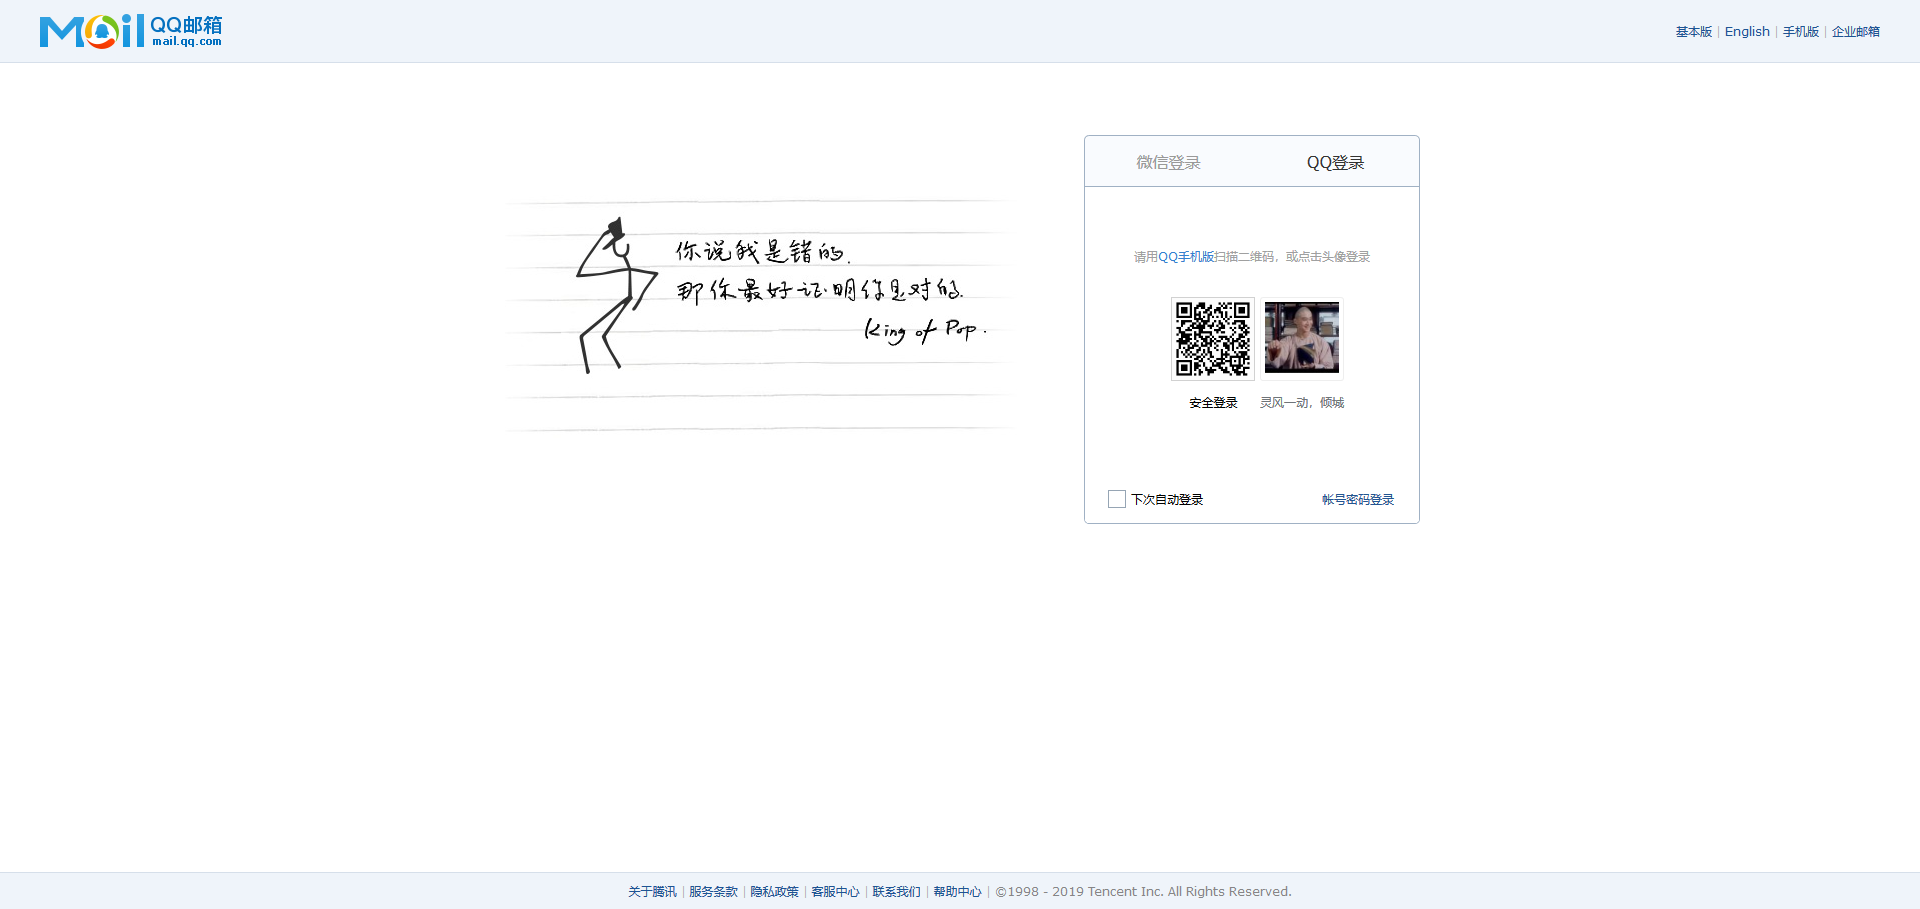 Mail QQ邮箱
mail.qq.com
基本版 | English | 手机版 | 企业邮箱
你说我是错的.
那你最好证明你是对的.
King of Pop.
微信登录 QQ登录
请用QQ手机版扫描二维码，或点击头像登录
安全登录 灵风一动，倾城
下次自动登录 帐号密码登录
关于腾讯 | 服务条款 | 隐私政策 | 客服中心 | 联系我们 | 帮助中心 | ©1998 - 2019 Tencent Inc. All Rights Reserved.